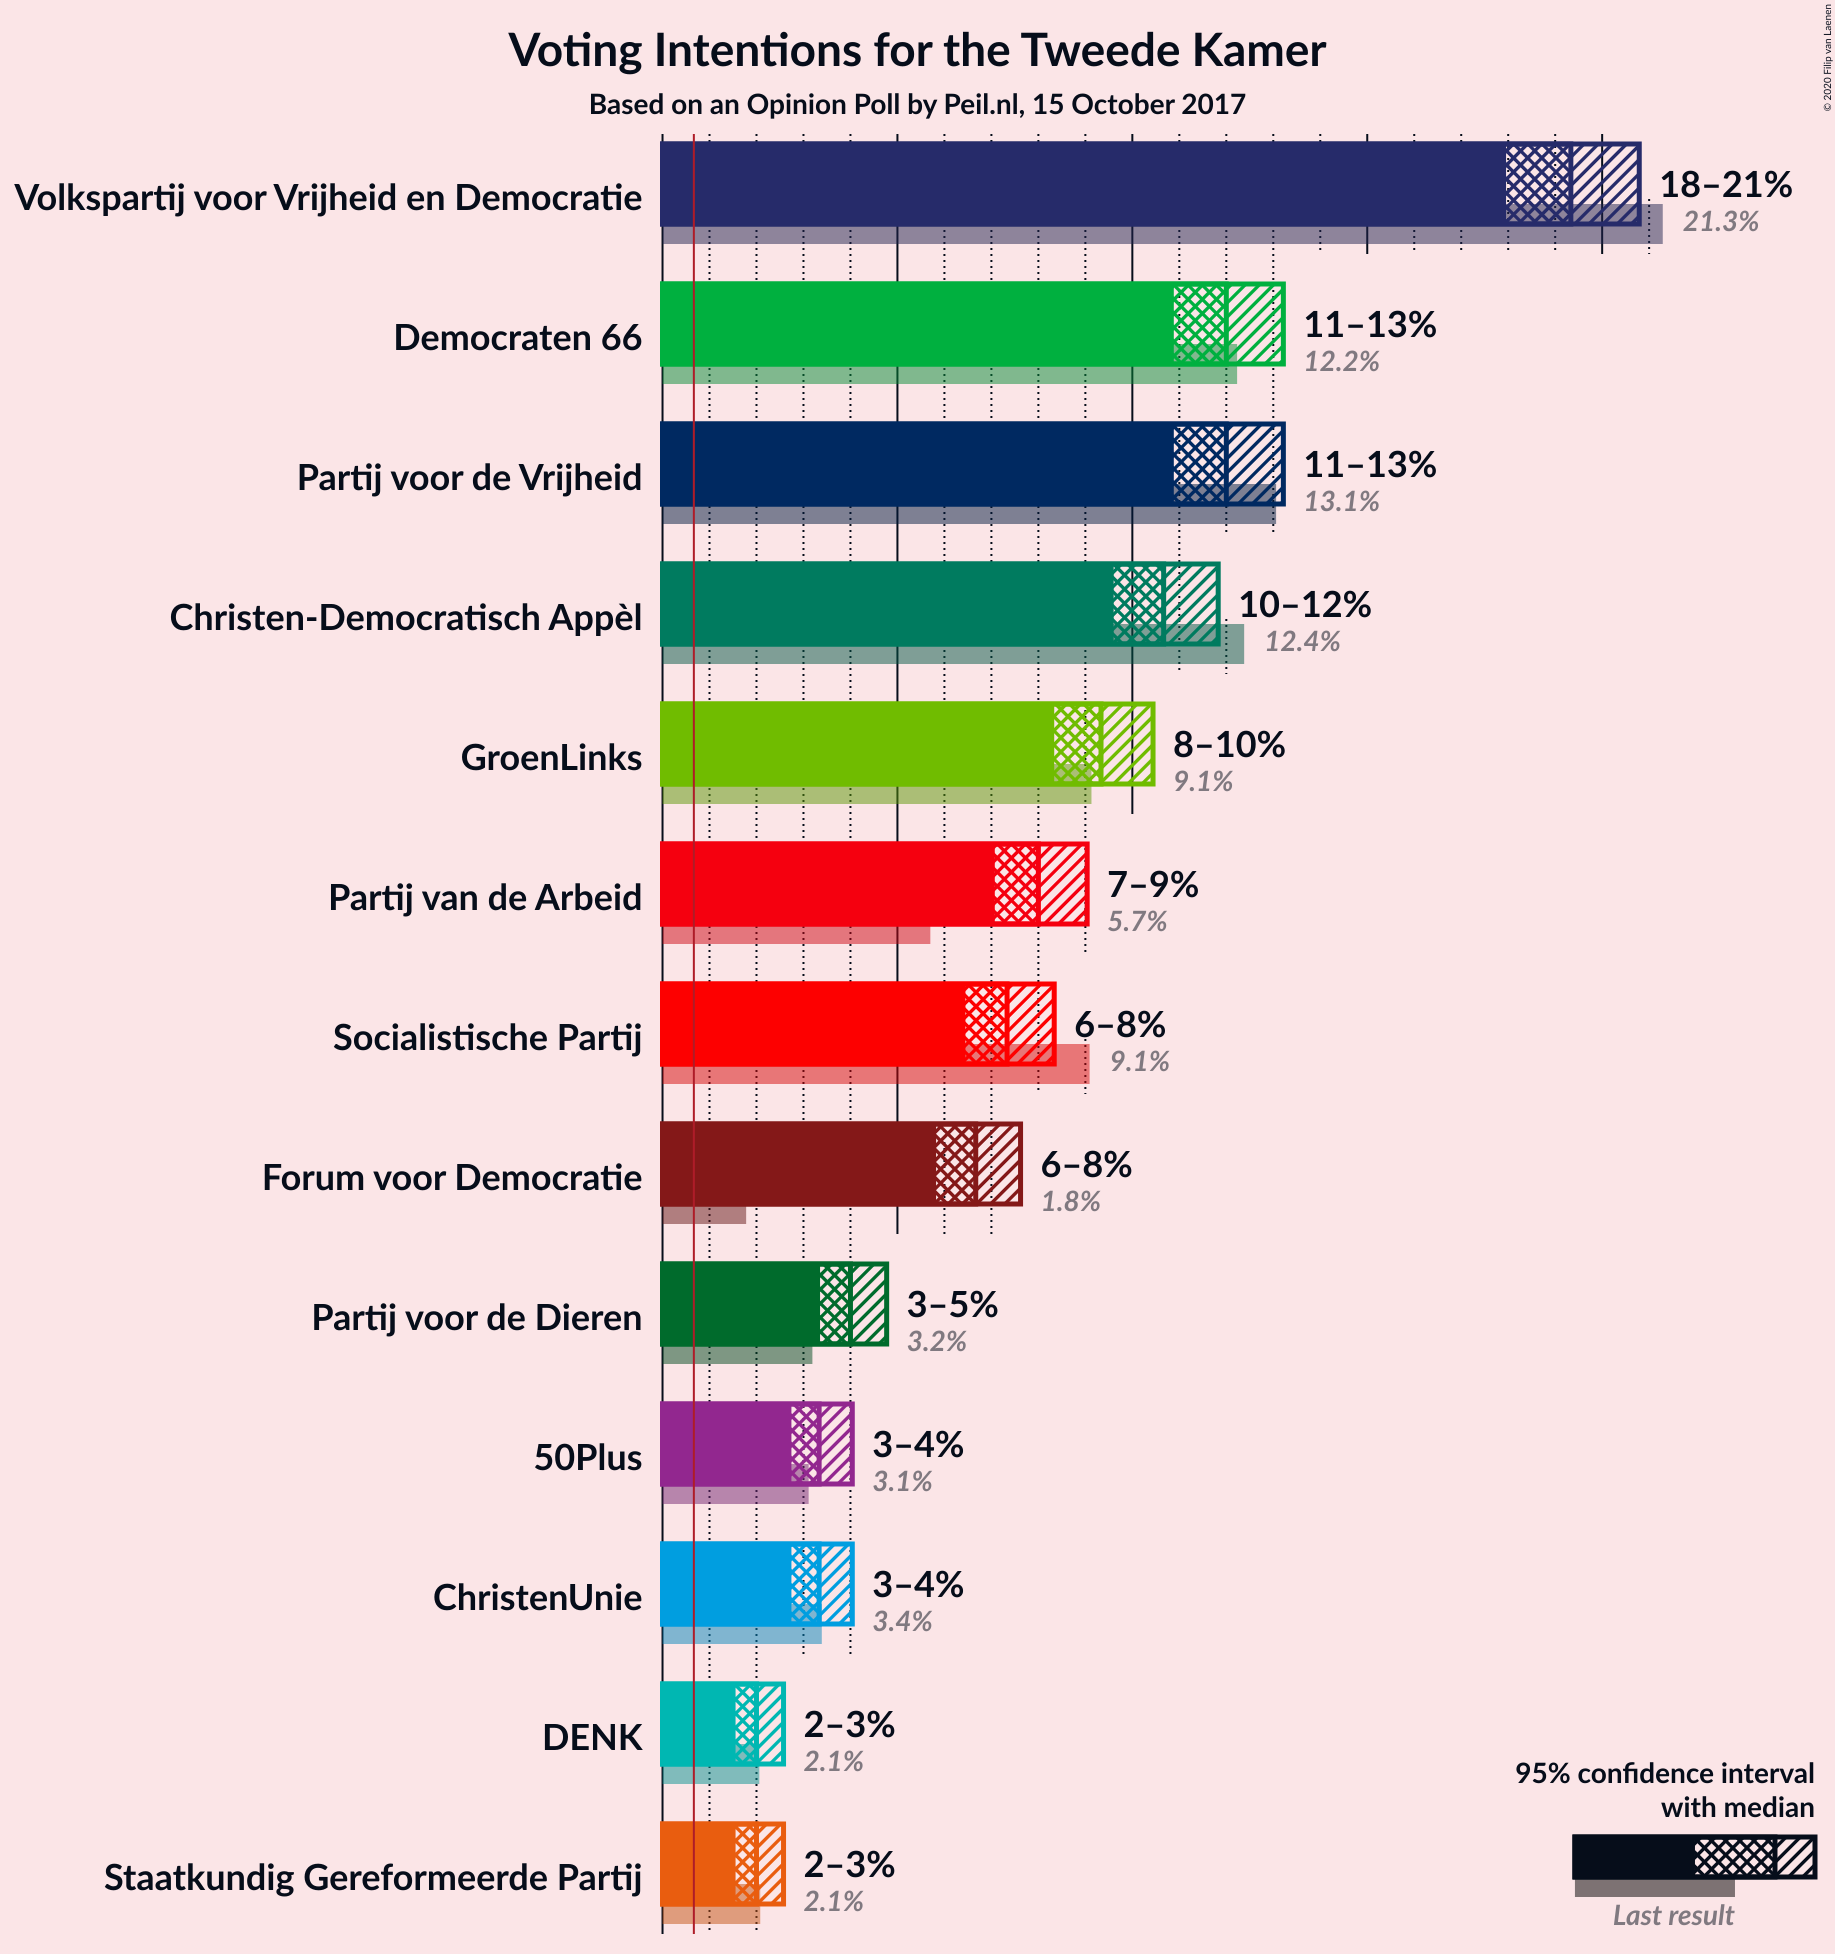 Voting Intentions for the Tweede Kamer
Based on an Opinion Poll by Peil.nl, 15 October 2017
© 2020 Filip van Laenen
Volkspartij voor Vrijheid en Democratie
18–21%
21.3%
Democraten 66
11–13%
12.2%
Partij voor de Vrijheid
11–13%
13.1%
Christen-Democratisch Appèl
10–12%
12.4%
GroenLinks
8–10%
9.1%
Partij van de Arbeid
7–9%
5.7%
Socialistische Partij
6–8%
9.1%
Forum voor Democratie
6–8%
1.8%
Partij voor de Dieren
3–5%
3.2%
50Plus
3–4%
3.1%
ChristenUnie
3–4%
3.4%
DENK
2–3%
2.1%
Staatkundig Gereformeerde Partij
2–3%
2.1%
95% confidence interval
with median
Last result